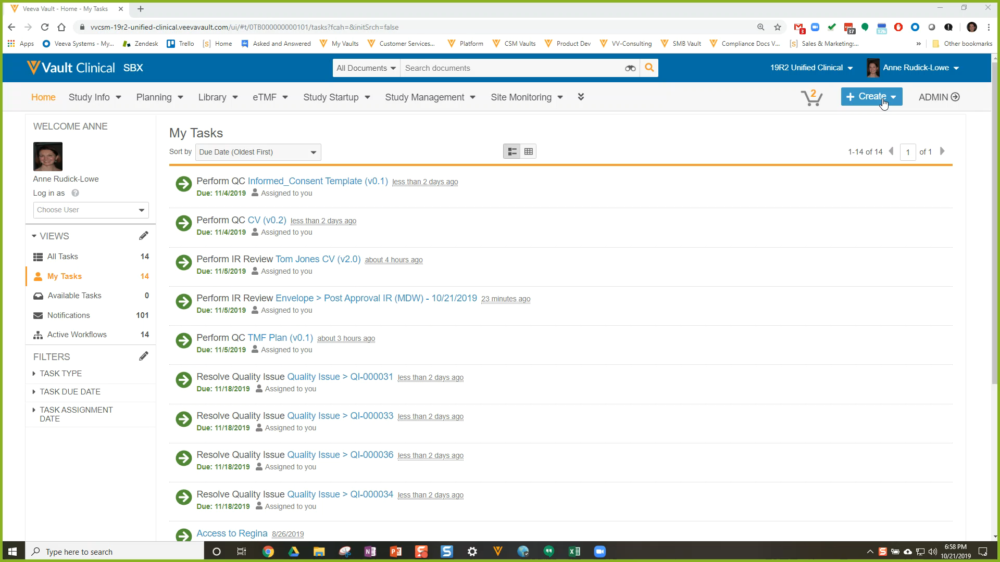 Veeva Vault - Home - My Tasks
vvcsm-19r2-unified-clinical.veevavault.com/ui/#t/0TB000000000101/tasks?fcah=&initSrch=false
3
37
12h
Apps
Veeva Systems - My...
Zendesk
Trello
Home
Asked and Answered
My Vaults
Customer Services...
Platform
CSM Vaults
Product Dev
VV-Consulting
SMB Vault
Compliance Docs V...
Sales & Marketing:...
»
Other bookmarks
Vault Clinical SBX
All Documents
Search documents
19R2 Unified Clinical
Anne Rudick-Lowe
Home
Study Info
Planning
Library
eTMF
Study Startup
Study Management
Site Monitoring
2
+ Create
ADMIN
WELCOME ANNE
Anne Rudick-Lowe
Log in as ?
Choose User
VIEWS
All Tasks 14
My Tasks 14
Available Tasks 0
Notifications 101
Active Workflows 14
FILTERS
TASK TYPE
TASK DUE DATE
TASK ASSIGNMENT
DATE
My Tasks
Sort by Due Date (Oldest First)
1-14 of 14 1 of 1
Perform QC Informed_Consent Template (v0.1) less than 2 days ago
Due: 11/4/2019 Assigned to you
Perform QC CV (v0.2) less than 2 days ago
Due: 11/4/2019 Assigned to you
Perform IR Review Tom Jones CV (v2.0) about 4 hours ago
Due: 11/5/2019 Assigned to you
Perform IR Review Envelope > Post Approval IR (MDW) - 10/21/2019 23 minutes ago
Due: 11/5/2019 Assigned to you
Perform QC TMF Plan (v0.1) about 3 hours ago
Due: 11/5/2019 Assigned to you
Resolve Quality Issue Quality Issue > QI-000031 less than 2 days ago
Due: 11/18/2019 Assigned to you
Resolve Quality Issue Quality Issue > QI-000033 less than 2 days ago
Due: 11/18/2019 Assigned to you
Resolve Quality Issue Quality Issue > QI-000036 less than 2 days ago
Due: 11/18/2019 Assigned to you
Resolve Quality Issue Quality Issue > QI-000034 less than 2 days ago
Due: 11/18/2019 Assigned to you
Access to Regina 8/26/2019
Type here to search
6:58 PM
10/21/2019